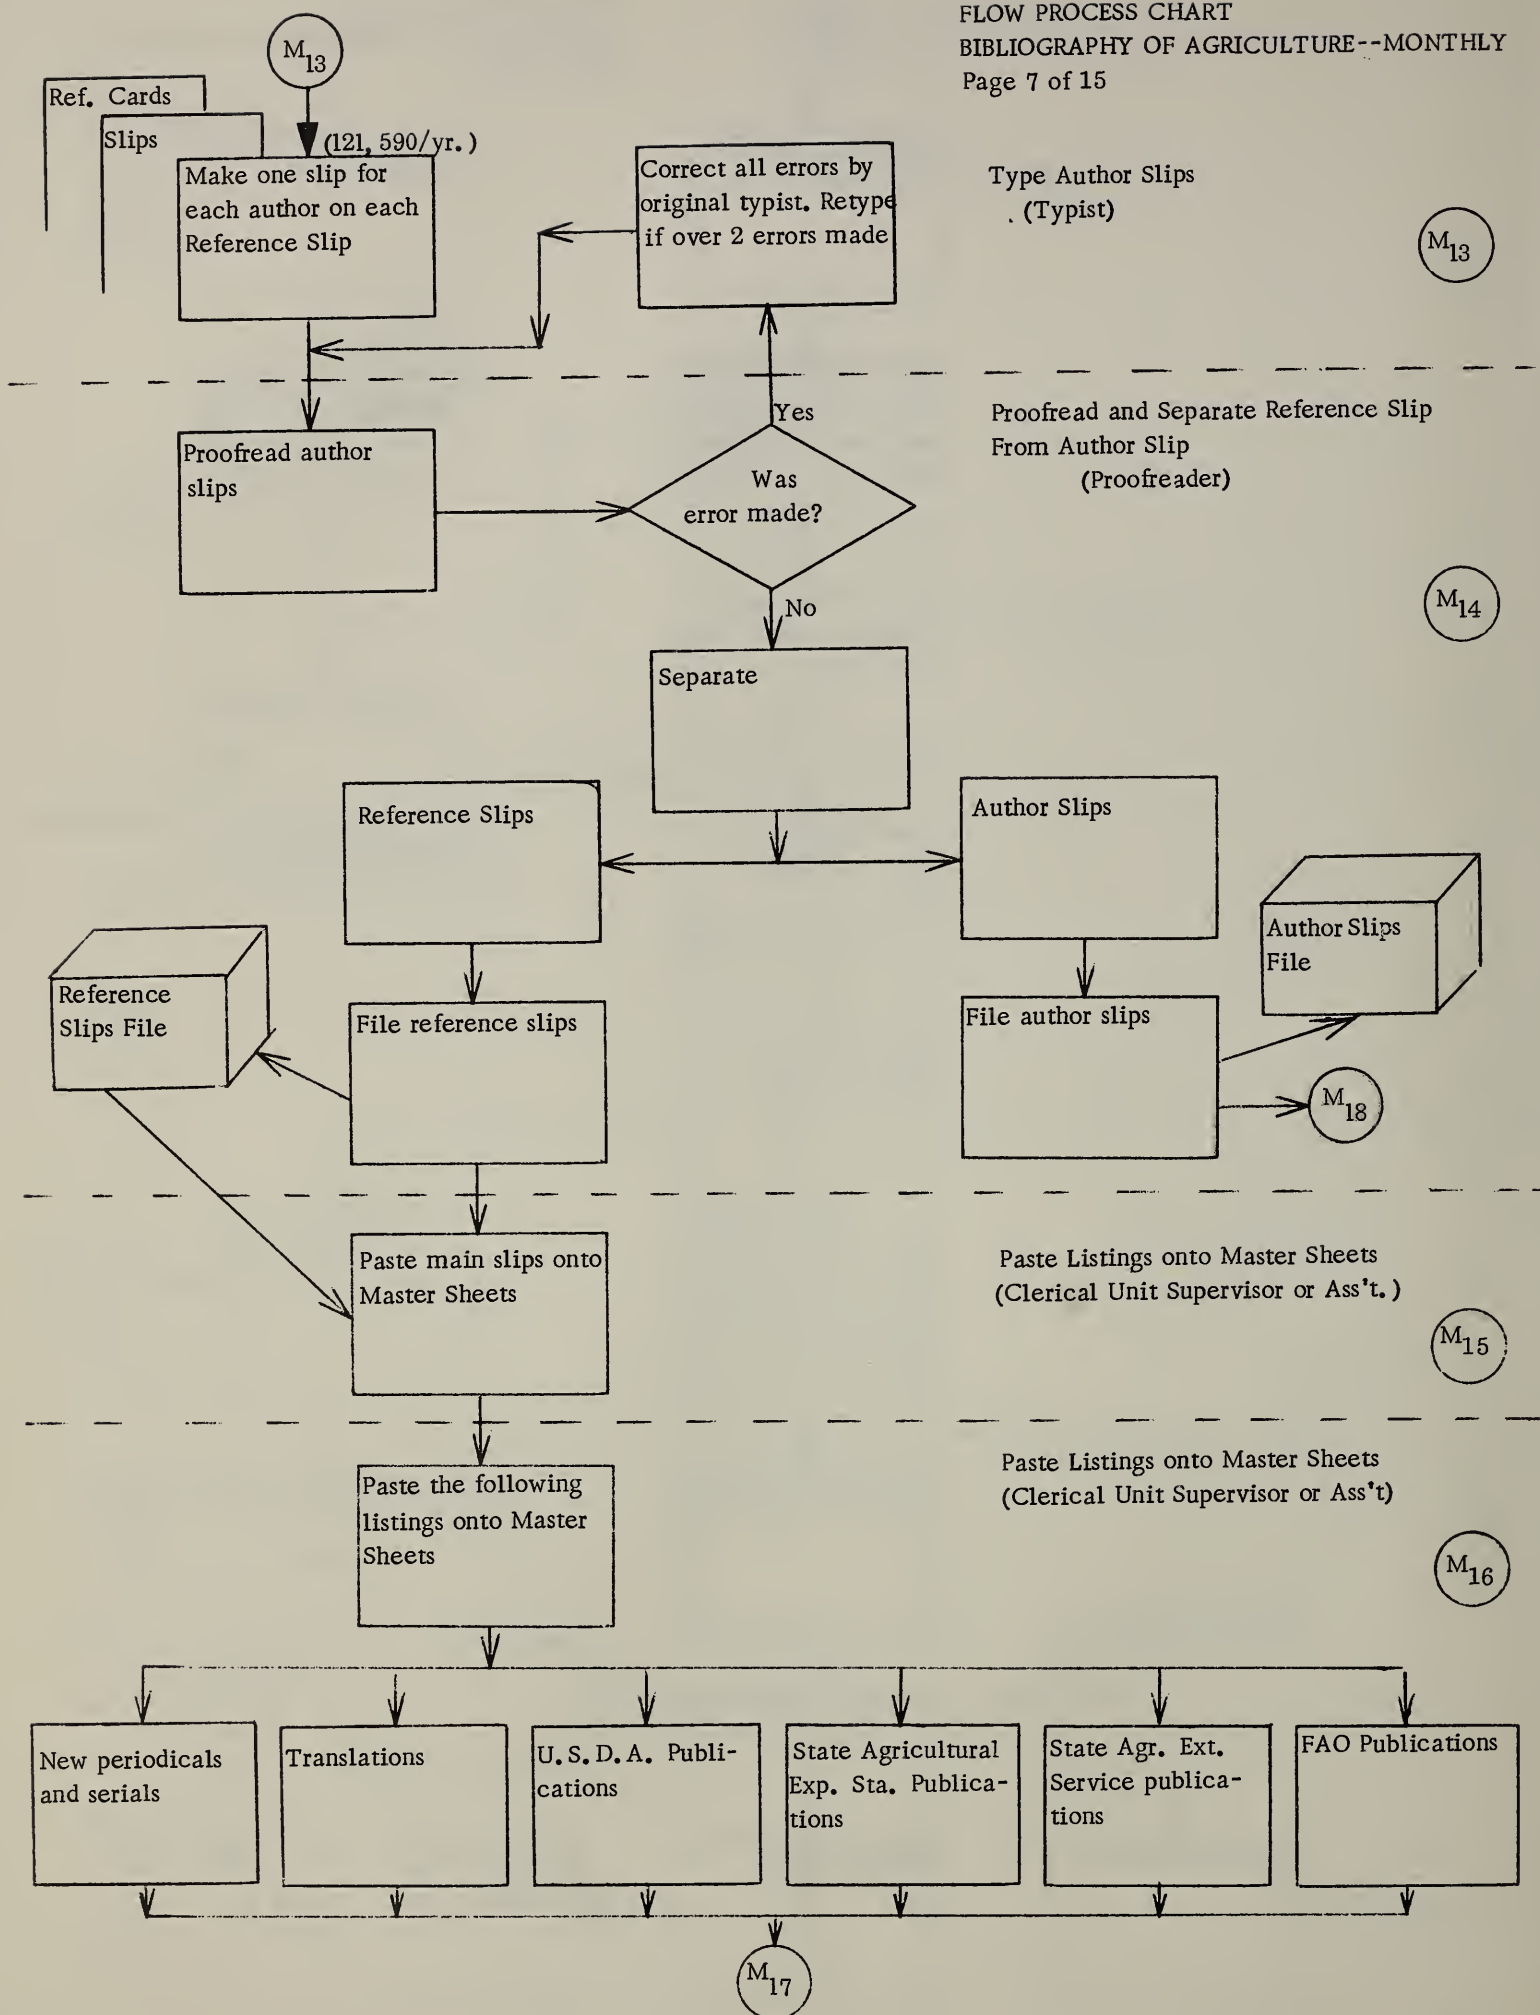 FLOW PROCESS CHART
BIBLIOGRAPHY OF AGRICULTURE--MONTHLY
Page 7 of 15
M13
Ref. Cards
Slips
(121, 590/yr.)
Make one slip for
each author on each
Reference Slip
Correct all errors by
original typist. Retype
if over 2 errors made
Type Author Slips
(Typist)
M13
Proofread author
slips
Yes
Was
error made?
No
Proofread and Separate Reference Slip
From Author Slip
(Proofreader)
M14
Separate
Reference Slips
Author Slips
Reference
Slips File
File reference slips
File author slips
Author Slips
File
M18
Paste main slips onto
Master Sheets
Paste Listings onto Master Sheets
(Clerical Unit Supervisor or Ass't.)
M15
Paste the following
listings onto Master
Sheets
Paste Listings onto Master Sheets
(Clerical Unit Supervisor or Ass't)
M16
New periodicals
and serials
Translations
U. S. D. A. Publi-
cations
State Agricultural
Exp. Sta. Publica-
tions
State Agr. Ext.
Service publica-
tions
FAO Publications
M17